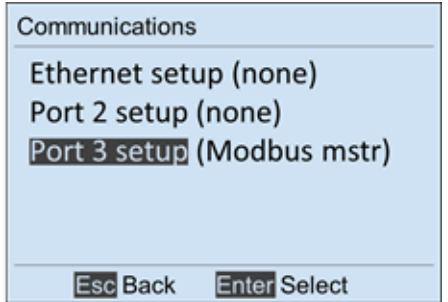 Communications
Ethernet setup (none)
Port 2 setup (none)
Port 3 setup (Modbus mstr)
Esc Back Enter Select